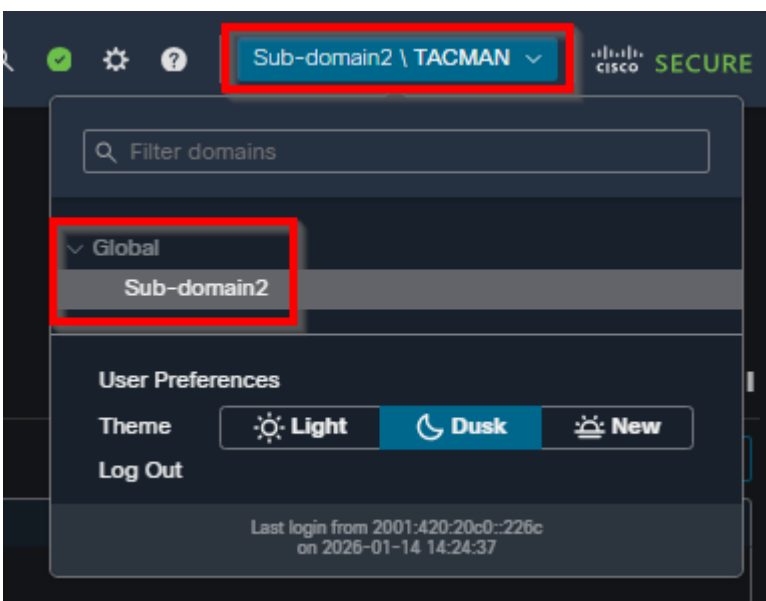 Sub-domain2 \ TACMAN
cisco SECURE
Filter domains
Global
Sub-domain2
User Preferences
Theme Light Dusk New
Log Out
Last login from 2001:420:20c0::226c
on 2026-01-14 14:24:37